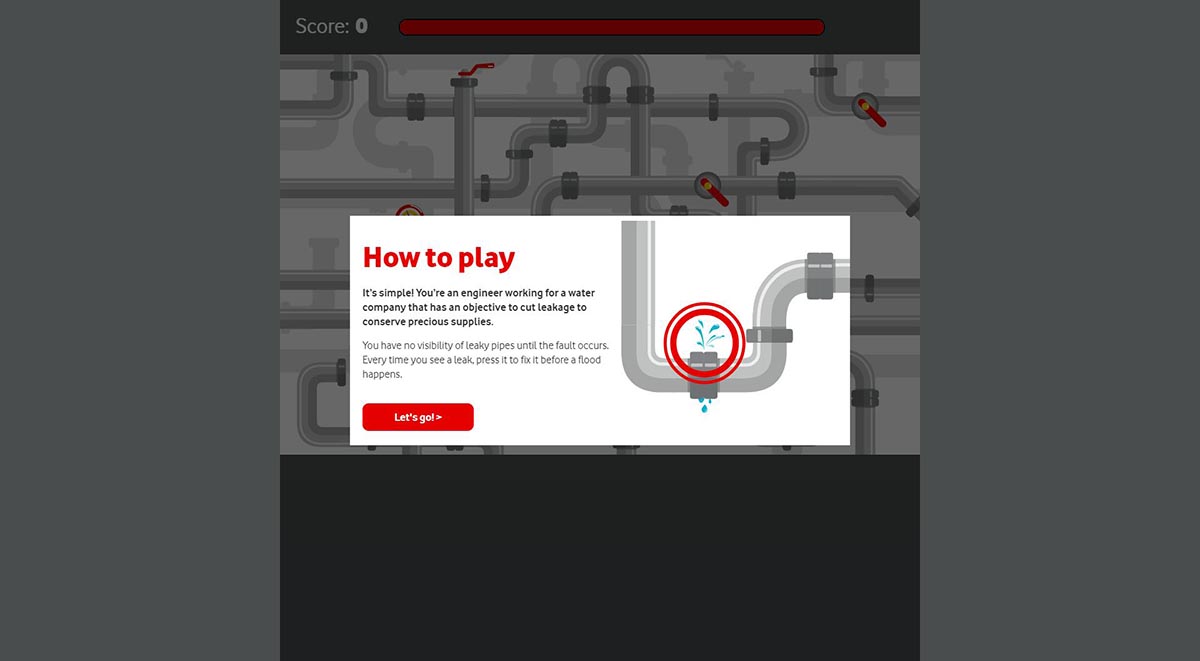 Score: 0
How to play
It's simple! You're an engineer working for a water
company that has an objective to cut leakage to
conserve precious supplies.
You have no visibility of leaky pipes until the fault occurs.
Every time you see a leak, press it to fix it before a flood
happens.
Let's go! >